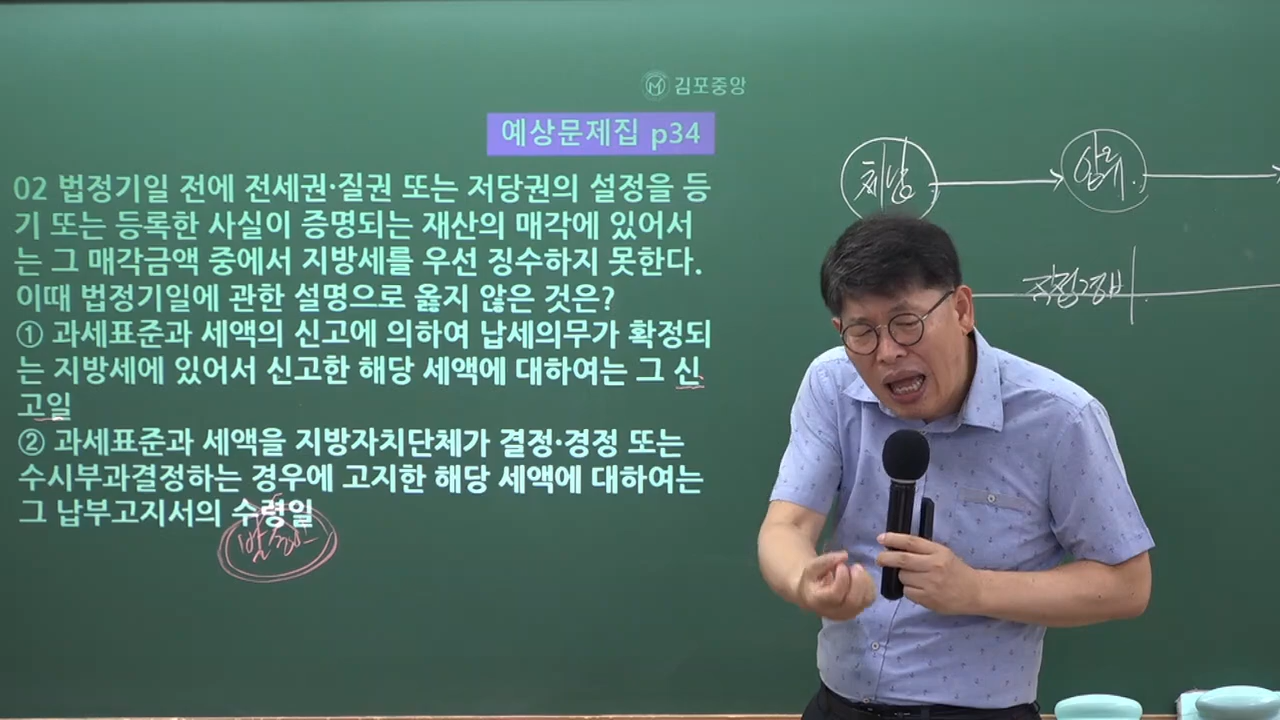 김포중앙
예상문제집 p34
02 법정기일 전에 전세권·질권 또는 저당권의 설정을 등
기 또는 등록한 사실이 증명되는 재산의 매각에 있어서
는 그 매각금액 중에서 지방세를 우선 징수하지 못한다.
이때 법정기일에 관한 설명으로 옳지 않은 것은?
① 과세표준과 세액의 신고에 의하여 납세의무가 확정되
는 지방세에 있어서 신고한 해당 세액에 대하여는 그 신
고일
② 과세표준과 세액을 지방자치단체가 결정·경정 또는
수시부과결정하는 경우에 고지한 해당 세액에 대하여는
그 납부고지서의 수령일
발송일
체납
압류